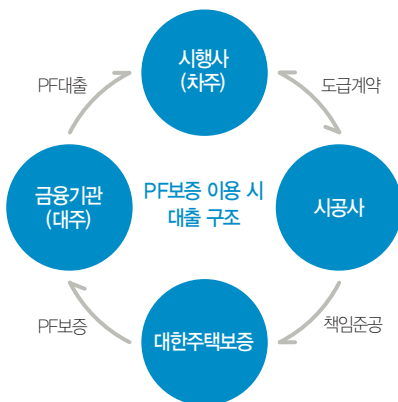 시행사
(차주)
PF대출
도급계약
금융기관
(대주)
PF보증 이용 시
대출 구조
시공사
PF보증
대한주택보증
책임준공